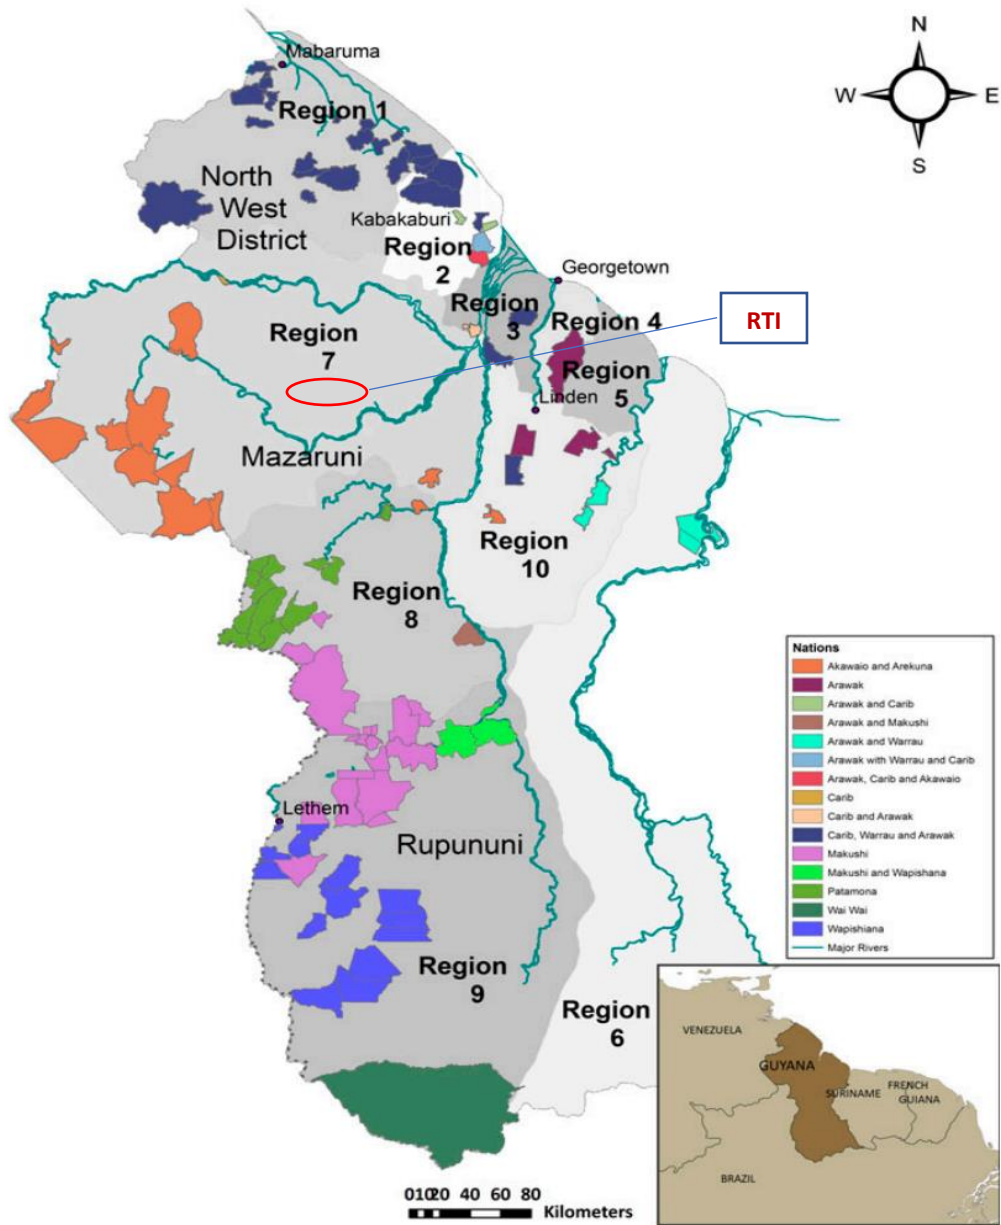 N
W
E
S
Mabaruma
Region 1
North
West
District
Kabakaburi
Region
2
Georgetown
Region
3
Region 4
RTI
Region
7
Region
5
Linden
Mazaruni
Region
10
Region
8
Lethem
Rupununi
Region
9
Region
6
Nations
Akawaio and Arekuna
Arawak
Arawak and Carib
Arawak and Makushi
Arawak and Warrau
Arawak with Warrau and Carib
Arawak, Carib and Akawaio
Carib
Carib and Arawak
Carib, Warrau and Arawak
Makushi
Makushi and Wapishana
Patamona
Wai Wai
Wapishiana
Major Rivers
VENEZUELA
GUYANA
SURINAME
FRENCH
GUIANA
BRAZIL
01020 40 60 80
Kilometers